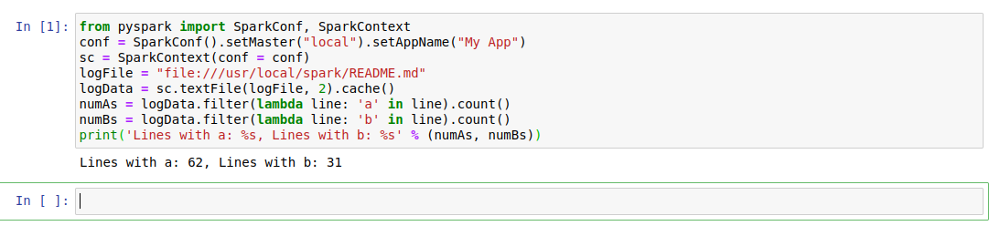 In [1]: from pyspark import SparkConf, SparkContext
conf = SparkConf().setMaster("local").setAppName("My App")
sc = SparkContext(conf = conf)
logFile = "file:///usr/local/spark/README.md"
logData = sc.textFile(logFile, 2).cache()
numAs = logData.filter(lambda line: 'a' in line).count()
numBs = logData.filter(lambda line: 'b' in line).count()
print('Lines with a: %s, Lines with b: %s' % (numAs, numBs))
Lines with a: 62, Lines with b: 31
In [ ]: